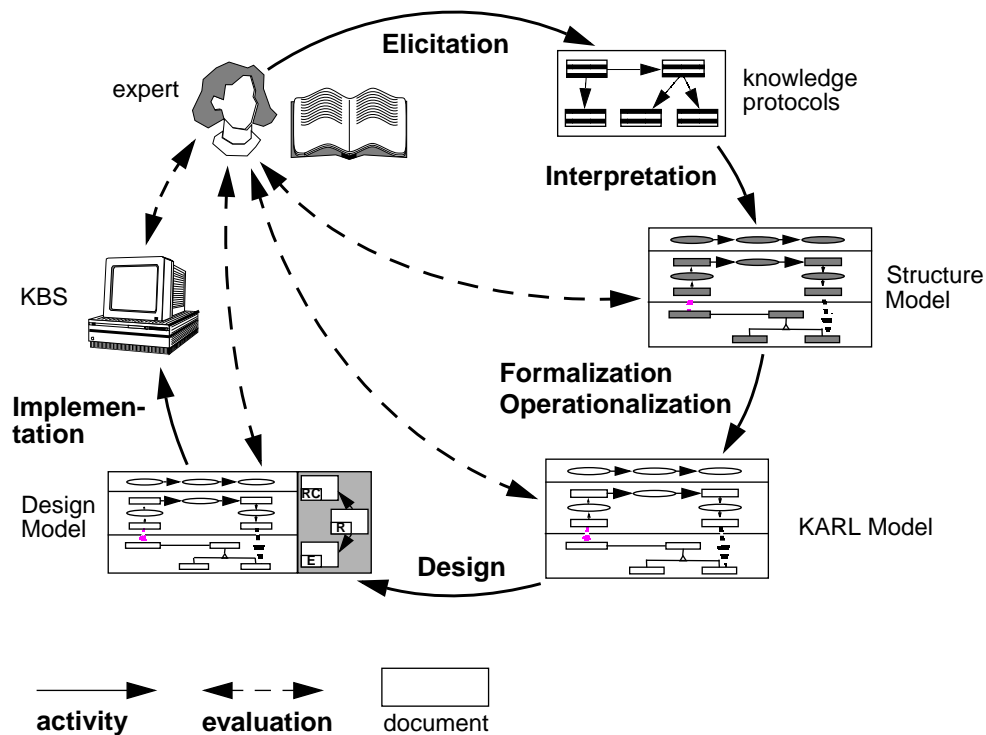 Elicitation
expert
knowledge
protocols
Interpretation
KBS
Structure
Model
Formalization
Operationalization
Implemen-
tation
Design
Model
RC
R
E
KARL Model
Design
activity
evaluation
document